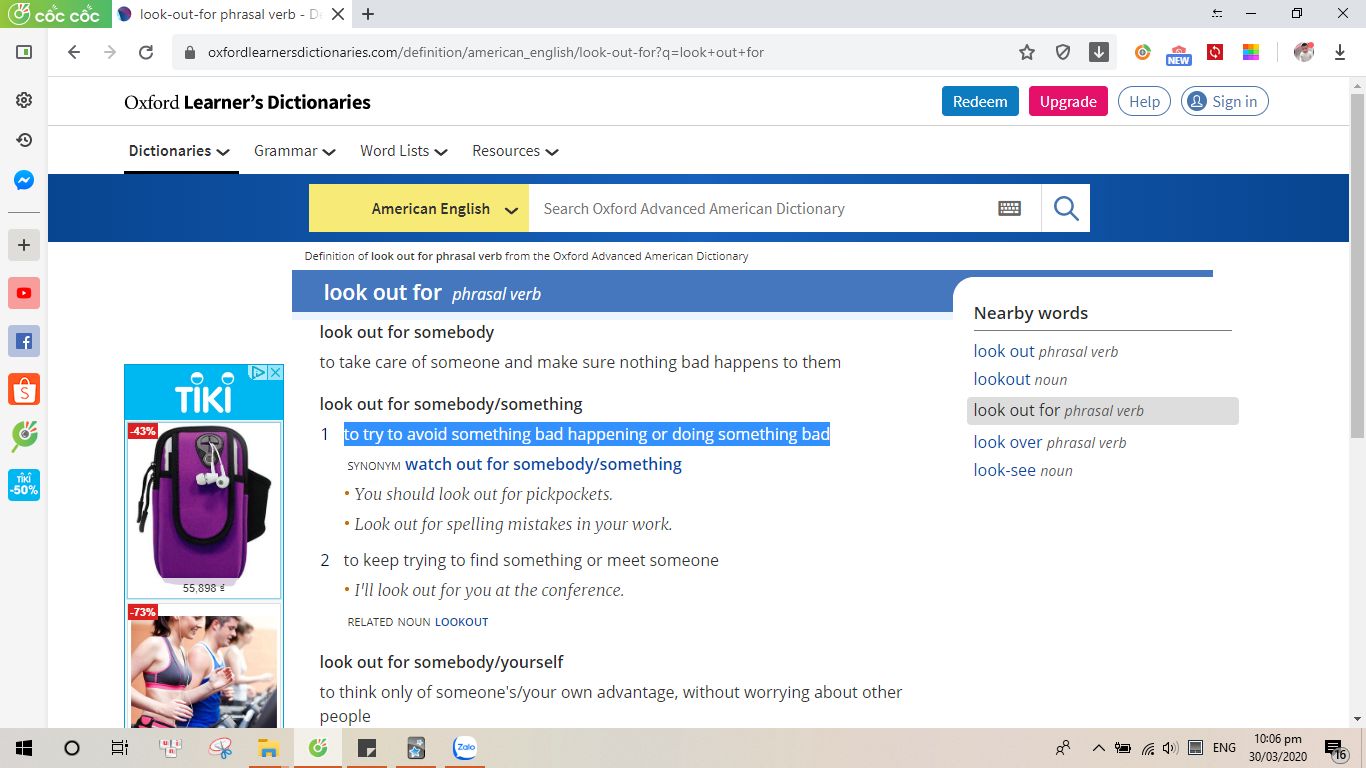 cốc cốc
look-out-for phrasal verb - De
oxfordlearnersdictionaries.com/definition/american_english/look-out-for?q=look+out+for
NEW
Oxford Learner's Dictionaries
Redeem
Upgrade
Help
Sign in
Dictionaries
Grammar
Word Lists
Resources
American English
Search Oxford Advanced American Dictionary
Definition of look out for phrasal verb from the Oxford Advanced American Dictionary
look out for phrasal verb
look out for somebody
to take care of someone and make sure nothing bad happens to them
look out for somebody/something
1 to try to avoid something bad happening or doing something bad
SYNONYM watch out for somebody/something
• You should look out for pickpockets.
• Look out for spelling mistakes in your work.
2 to keep trying to find something or meet someone
• I'll look out for you at the conference.
RELATED NOUN LOOKOUT
look out for somebody/yourself
to think only of someone's/your own advantage, without worrying about other
people
Nearby words
look out phrasal verb
lookout noun
look out for phrasal verb
look over phrasal verb
look-see noun
TIKI
-43%
55,898 ₫
-73%
TIKI
-50%
Zalo
ENG
10:06 pm
30/03/2020
16